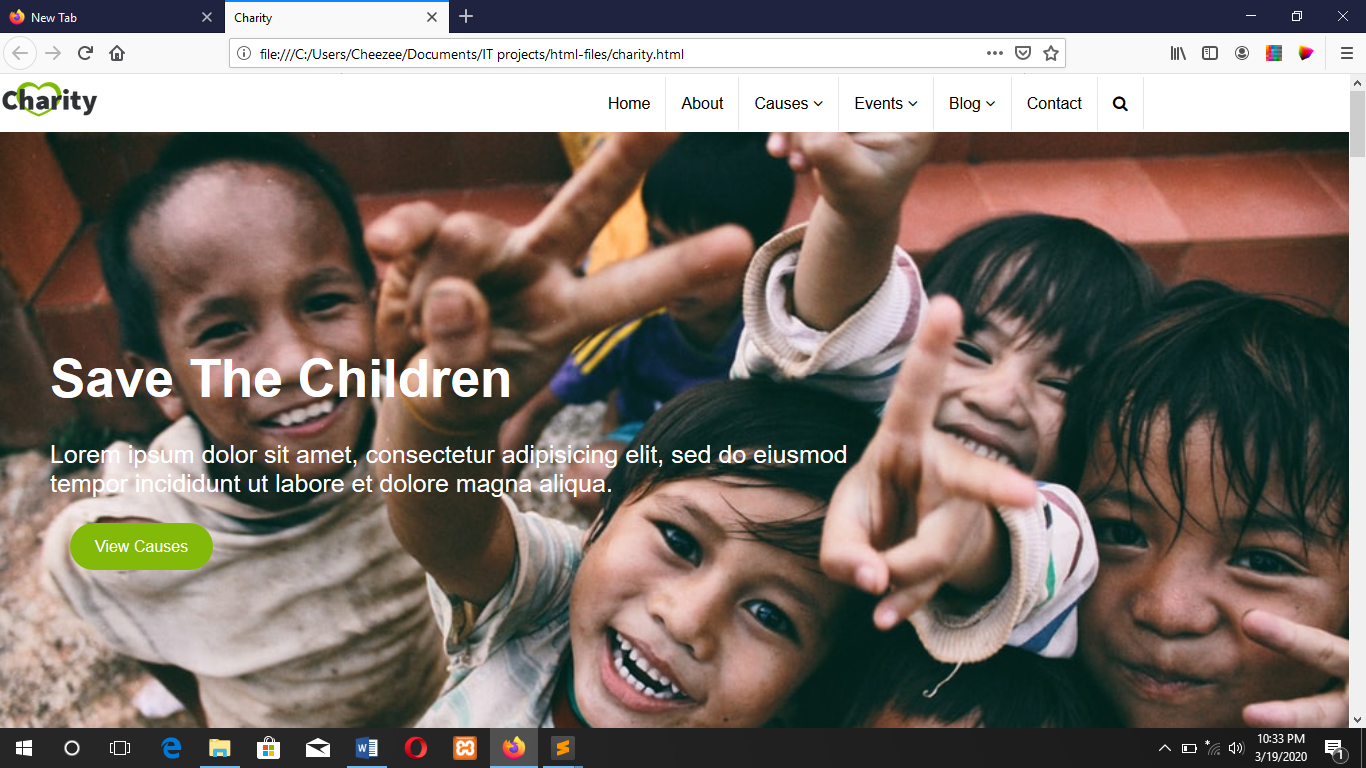 New Tab
Charity
file:///C:/Users/Cheezee/Documents/IT projects/html-files/charity.html
Charity
Home About Causes Events Blog Contact
Save The Children
Lorem ipsum dolor sit amet, consectetur adipisicing elit, sed do eiusmod
tempor incididunt ut labore et dolore magna aliqua.
View Causes
10:33 PM
3/19/2020
1